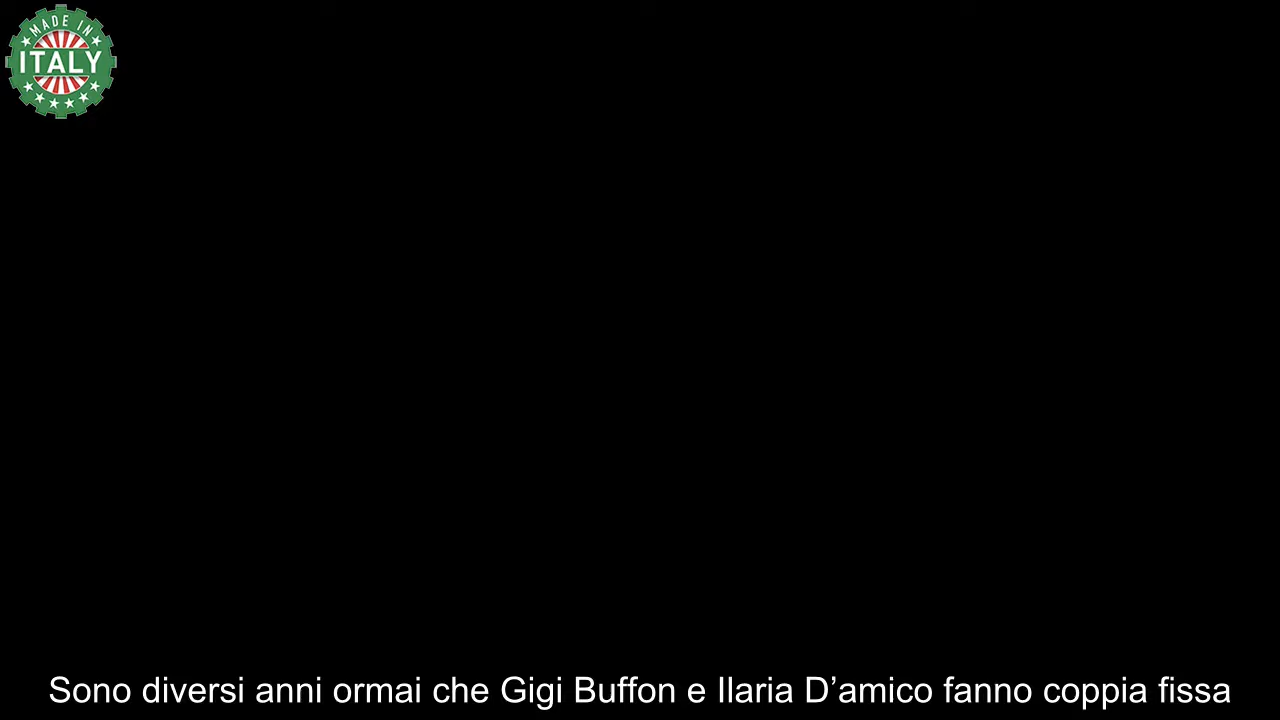 MADE IN
ITALY
Sono diversi anni ormai che Gigi Buffon e Ilaria D’amico fanno coppia fissa